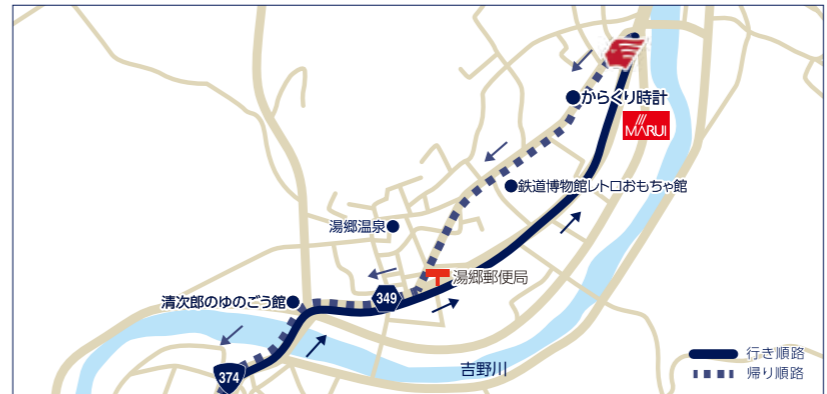 からくり時計
MARUI
鉄道博物館レトロおもちゃ館
湯郷温泉
湯郷郵便局
349
清次郎のゆのごう館
行き順路
吉野川
帰り順路
374